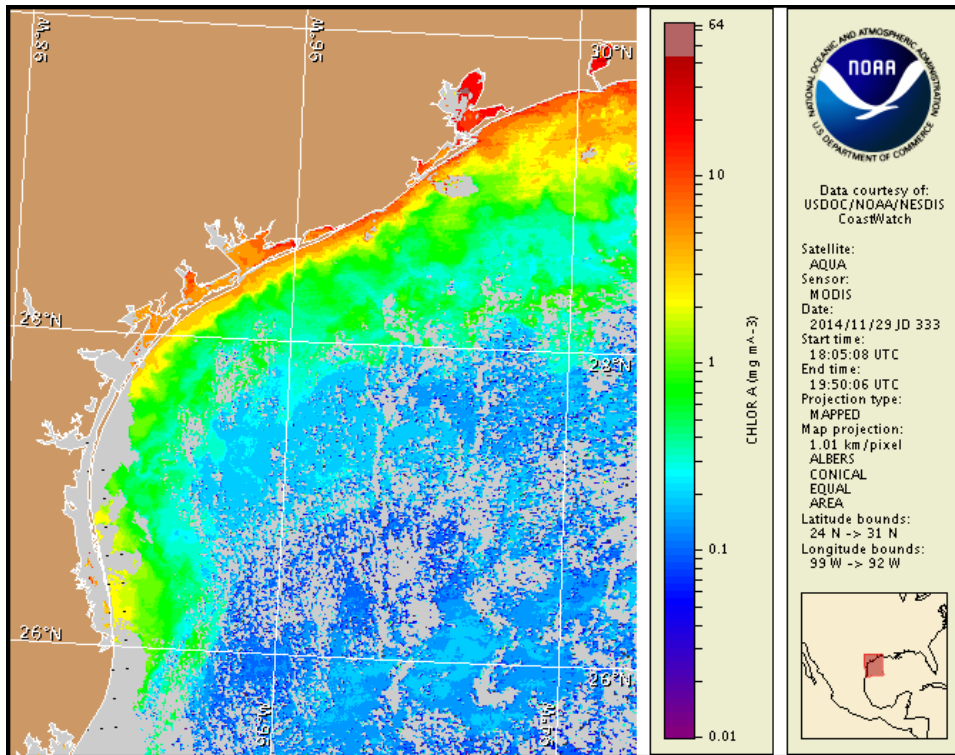 98°W
96°W
30°N
28°N
28°N
26°N
26°N
96°W
64
10
1
0.1
0.01
CHLOR A (mg m^-3)
NATIONAL OCEANIC AND ATMOSPHERIC ADMINISTRATION
NOAA
U.S. DEPARTMENT OF COMMERCE
Data courtesy of:
USDOC/NOAA/NESDIS
CoastWatch
Satellite:
AQUA
Sensor:
MODIS
Date:
2014/11/29 JD 333
Start time:
18:05:08 UTC
End time:
19:50:06 UTC
Projection type:
MAPPED
Map projection:
1.01 km/pixel
ALBERS
CONICAL
EQUAL
AREA
Latitude bounds:
24 N -> 31 N
Longitude bounds:
99 W -> 92 W